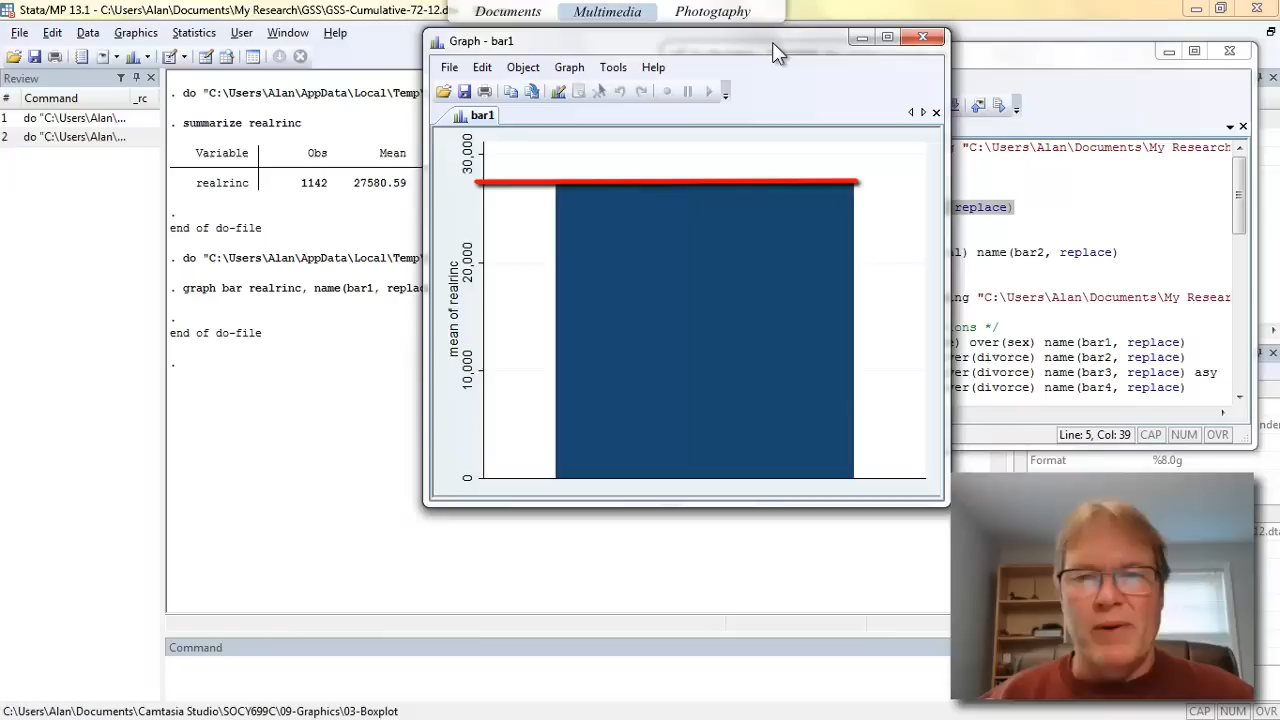 Stata/MP 13.1 - C:\Users\Alan\Documents\My Research\GSS\GSS-Cumulative-72-12.d
Documents Multimedia Photography
File Edit Data Graphics Statistics User Window Help
Review
# Command _rc
1 do "C:\Users\Alan\...
2 do "C:\Users\Alan\...
. do "C:\Users\Alan\AppData\Local\Temp
. summarize realrinc
Variable Obs Mean
realrinc 1142 27580.59
.
end of do-file
. do "C:\Users\Alan\AppData\Local\Temp
. graph bar realrinc, name(bar1, repla
.
end of do-file
.
Graph - bar1
File Edit Object Graph Tools Help
bar1
mean of realrinc
30,000
20,000
10,000
0
"C:\Users\Alan\Documents\My Research
replace)
l) name(bar2, replace)
ing "C:\Users\Alan\Documents\My Resear
ons */
) over(sex) name(bar1, replace)
ver(divorce) name(bar2, replace)
ver(divorce) name(bar3, replace) asy
ver(divorce) name(bar4, replace)
Line: 5, Col: 39 CAP NUM OVR
Format %8.0g
12.dt
Command
C:\Users\Alan\Documents\Camtasia Studio\SOCY699C\09-Graphics\03-Boxplot
CAP NUM OVR